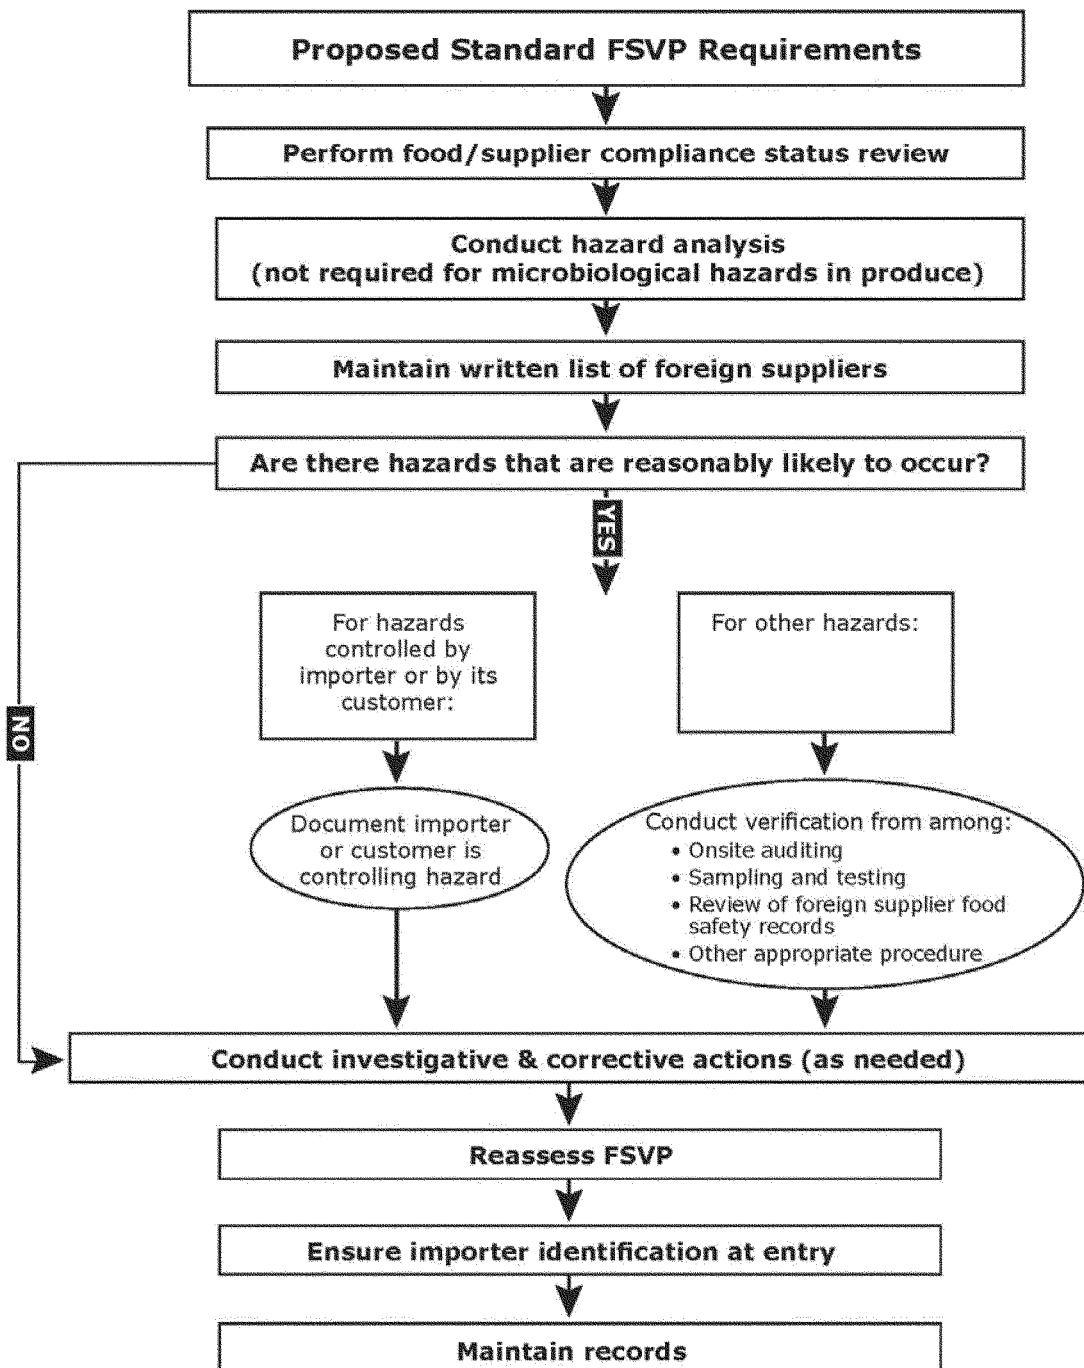 Proposed Standard FSVP Requirements
Perform food/supplier compliance status review
Conduct hazard analysis
(not required for microbiological hazards in produce)
Maintain written list of foreign suppliers
Are there hazards that are reasonably likely to occur?
YES
NO
For hazards
controlled by
importer or by its
customer:
For other hazards:
Document importer
or customer is
controlling hazard
Conduct verification from among:
• Onsite auditing
• Sampling and testing
• Review of foreign supplier food
safety records
• Other appropriate procedure
Conduct investigative & corrective actions (as needed)
Reassess FSVP
Ensure importer identification at entry
Maintain records